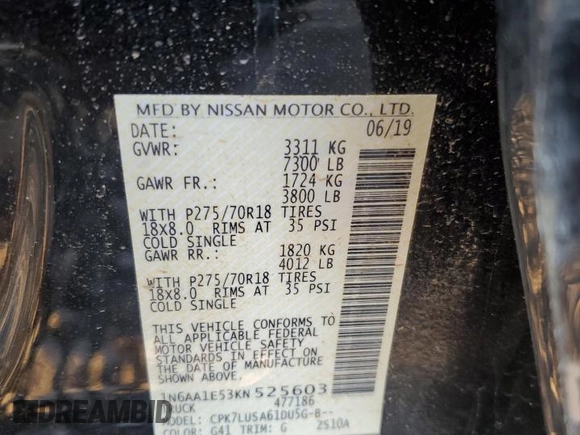 MFD BY NISSAN MOTOR CO., LTD.
DATE: 06/19
GVWR: 3311 KG
7300 LB
GAWR FR.: 1724 KG
3800 LB
WITH P275/70R18 TIRES
18x8.0 RIMS AT 35 PSI
COLD SINGLE
GAWR RR.: 1820 KG
4012 LB
WITH P275/70R18 TIRES
18x8.0 RIMS AT 35 PSI
COLD SINGLE
THIS VEHICLE CONFORMS TO
ALL APPLICABLE FEDERAL
MOTOR VEHICLE SAFETY
STANDARDS IN EFFECT ON
THE DATE OF MANUFACTURE
SHOWN ABOVE.
1N6AA1E53KN525603
TRUCK 477186
MODEL: CPK7LUSA61DU5G-B--
COLOR: G41 TRIM: G 2510A
DREAMBID